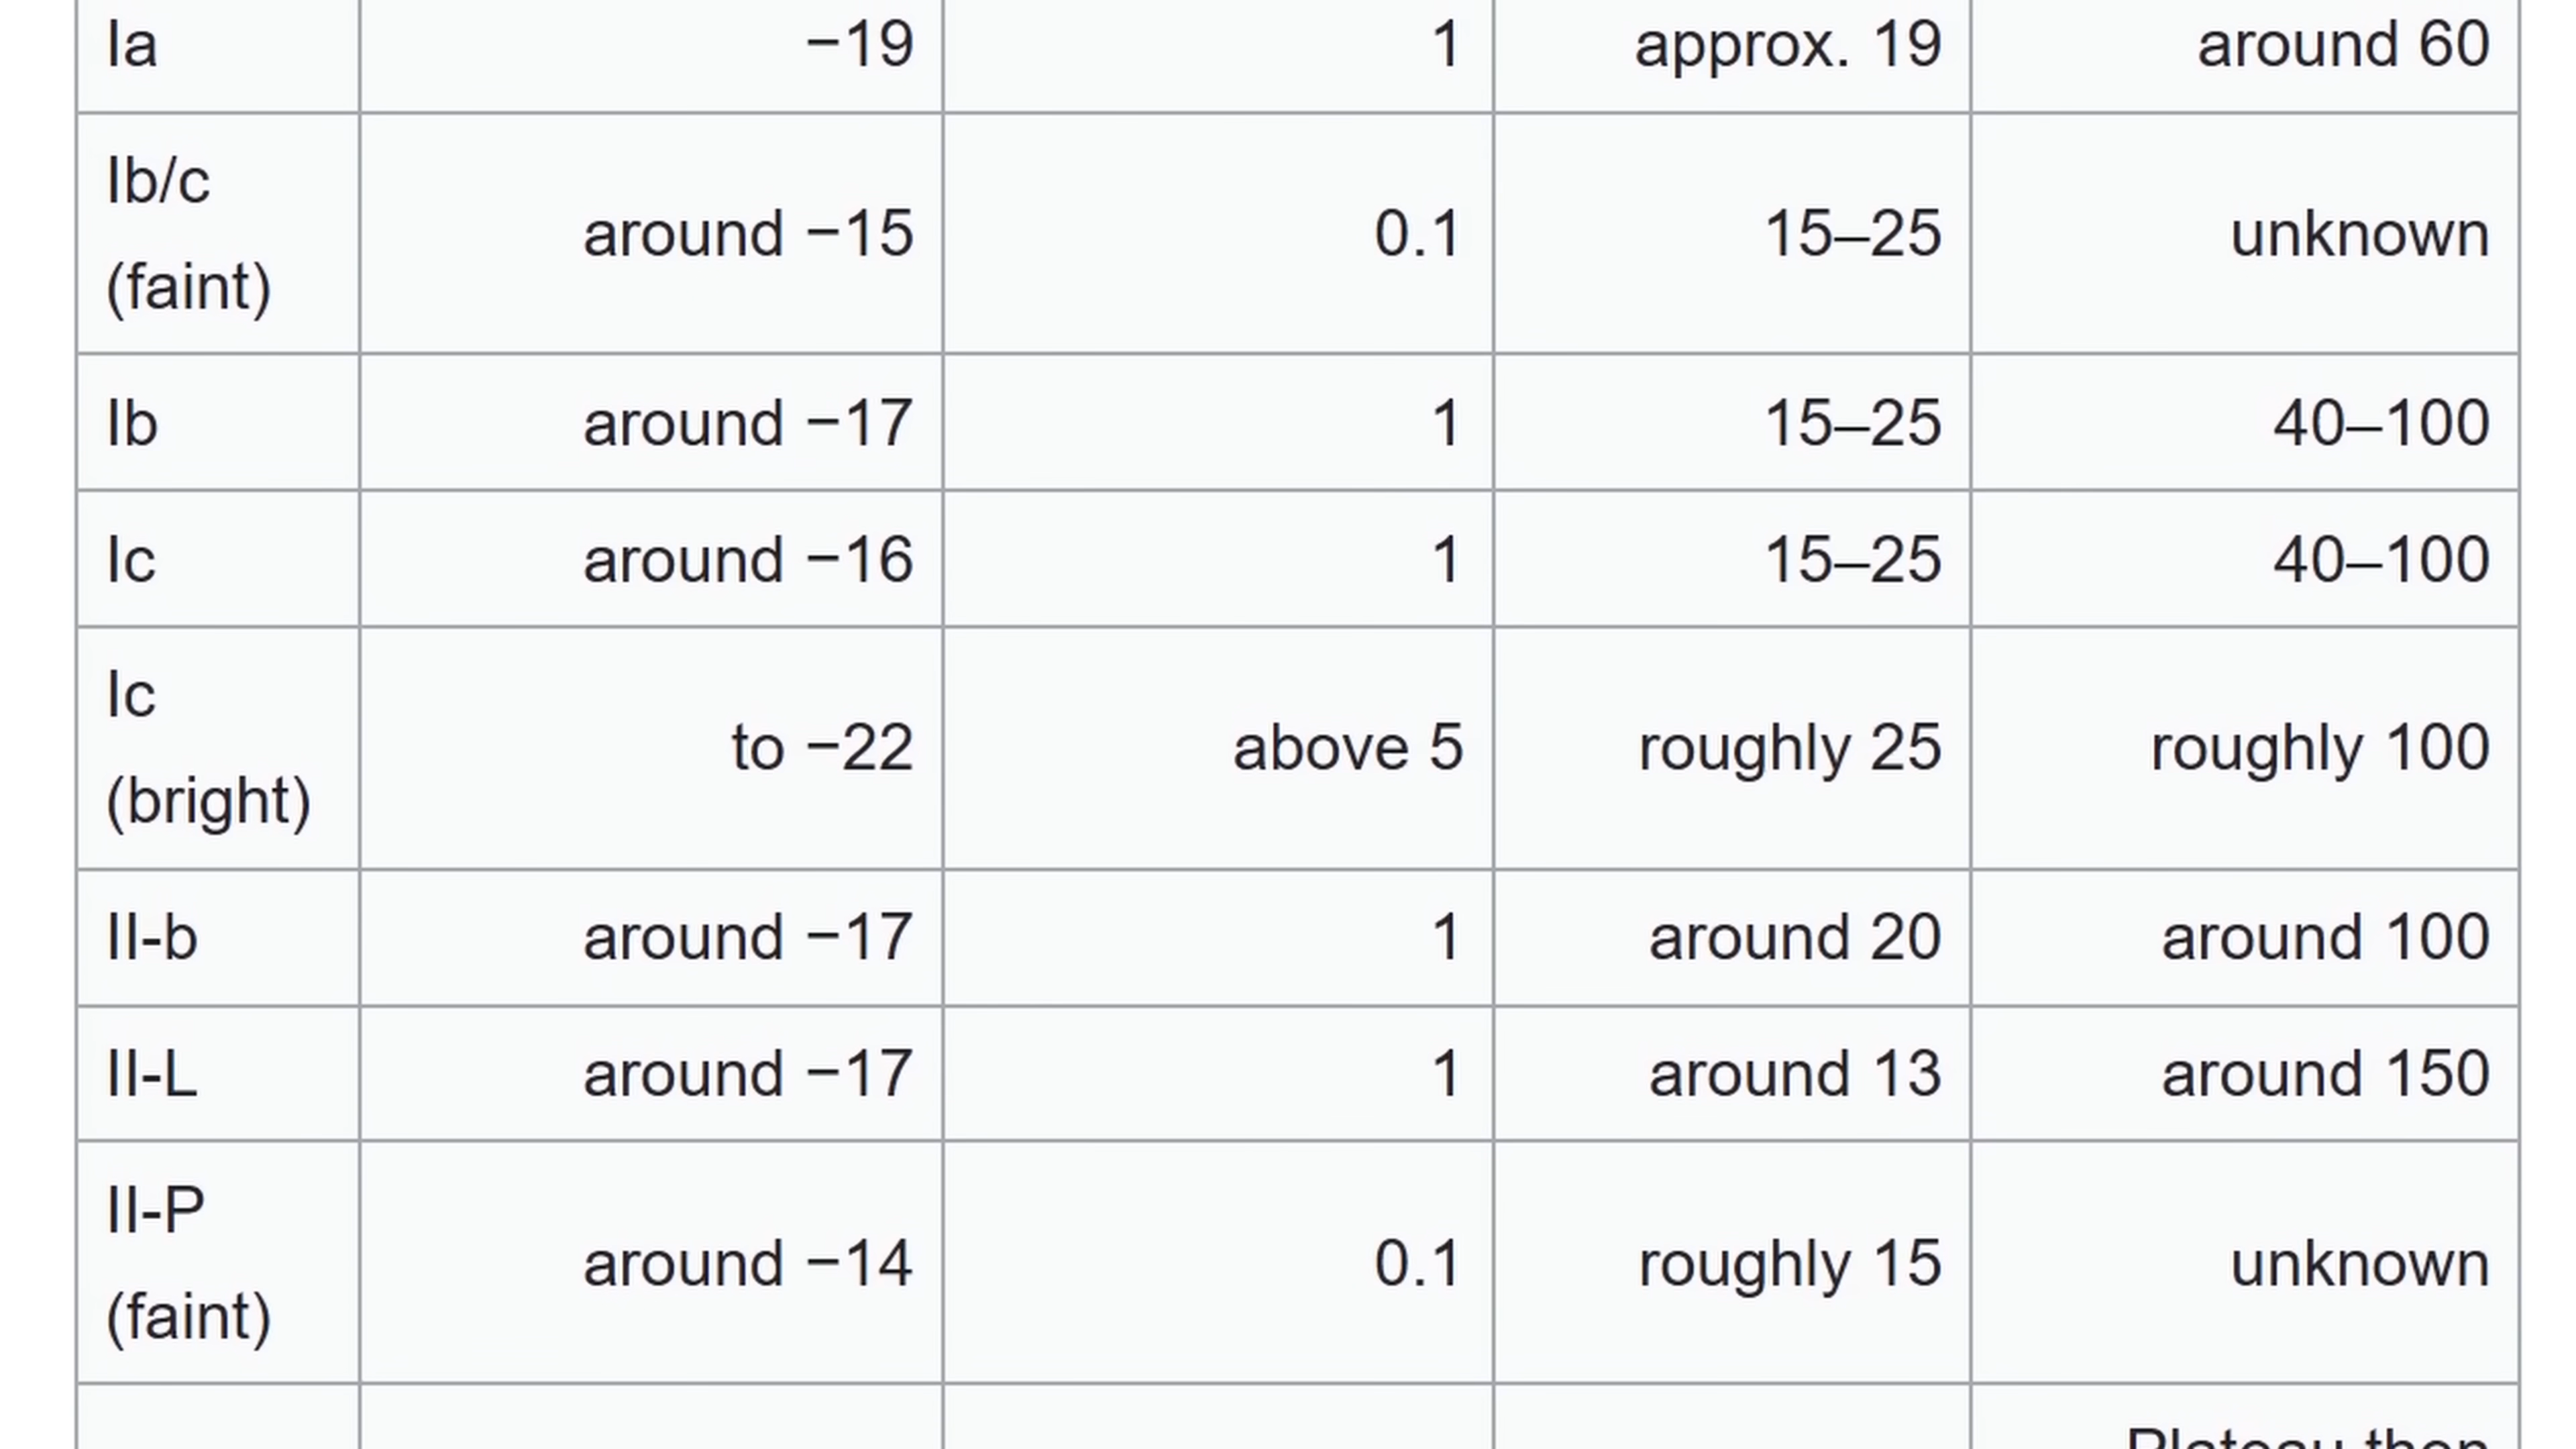 Ia −19 1 approx. 19 around 60
Ib/c
(faint) around −15 0.1 15–25 unknown
Ib around −17 1 15–25 40–100
Ic around −16 1 15–25 40–100
Ic
(bright) to −22 above 5 roughly 25 roughly 100
II-b around −17 1 around 20 around 100
II-L around −17 1 around 13 around 150
II-P
(faint) around −14 0.1 roughly 15 unknown
Plateau then